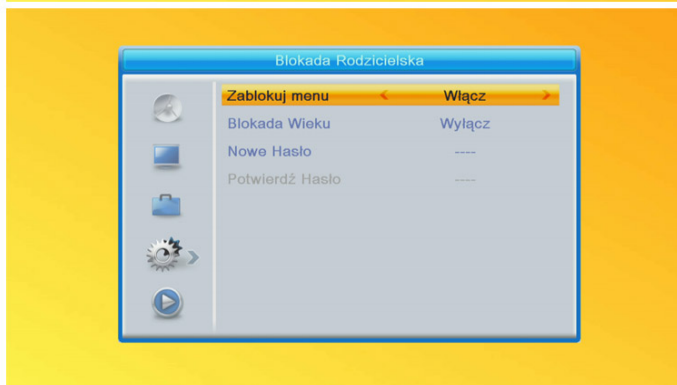 Blokada Rodzicielska
Zablokuj menu < Włącz >
Blokada Wieku Wyłącz
Nowe Hasło ----
Potwierdź Hasło ----